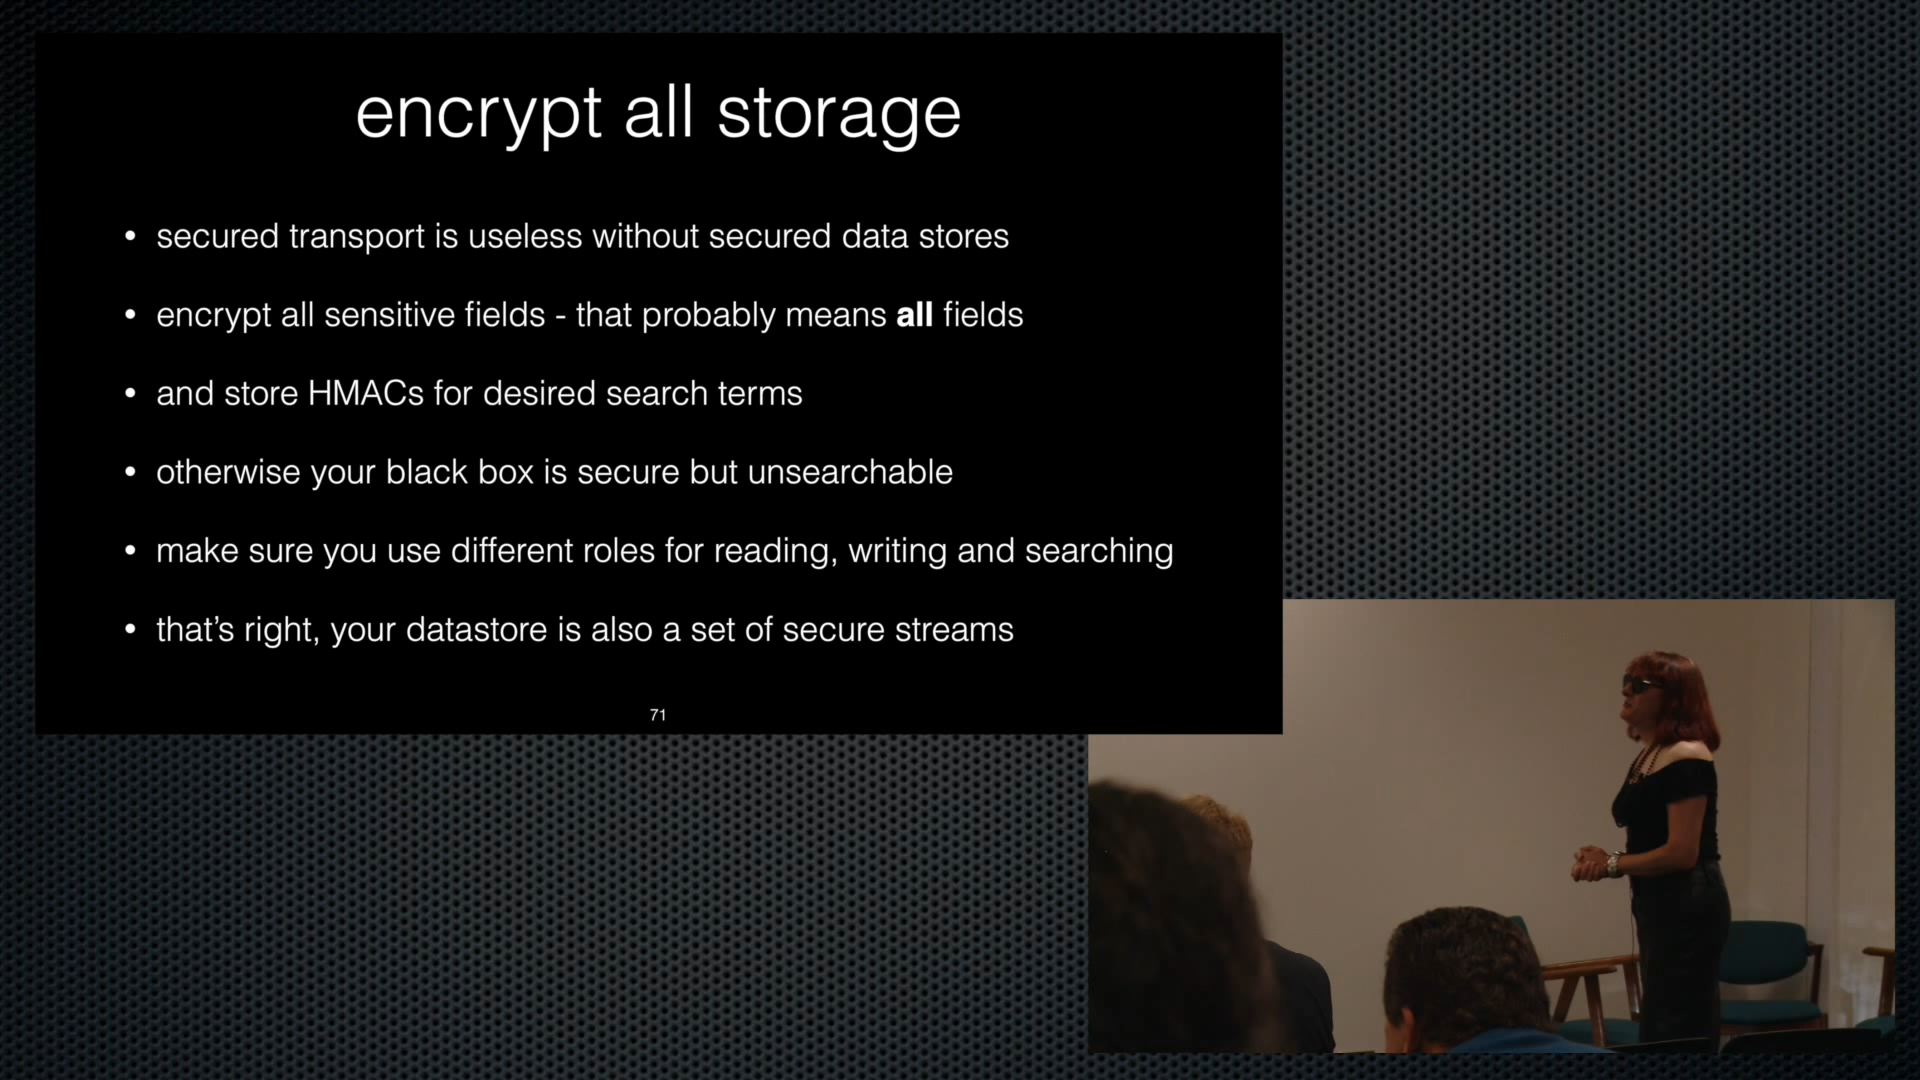 encrypt all storage
• secured transport is useless without secured data stores
• encrypt all sensitive fields - that probably means all fields
• and store HMACs for desired search terms
• otherwise your black box is secure but unsearchable
• make sure you use different roles for reading, writing and searching
• that’s right, your datastore is also a set of secure streams
71